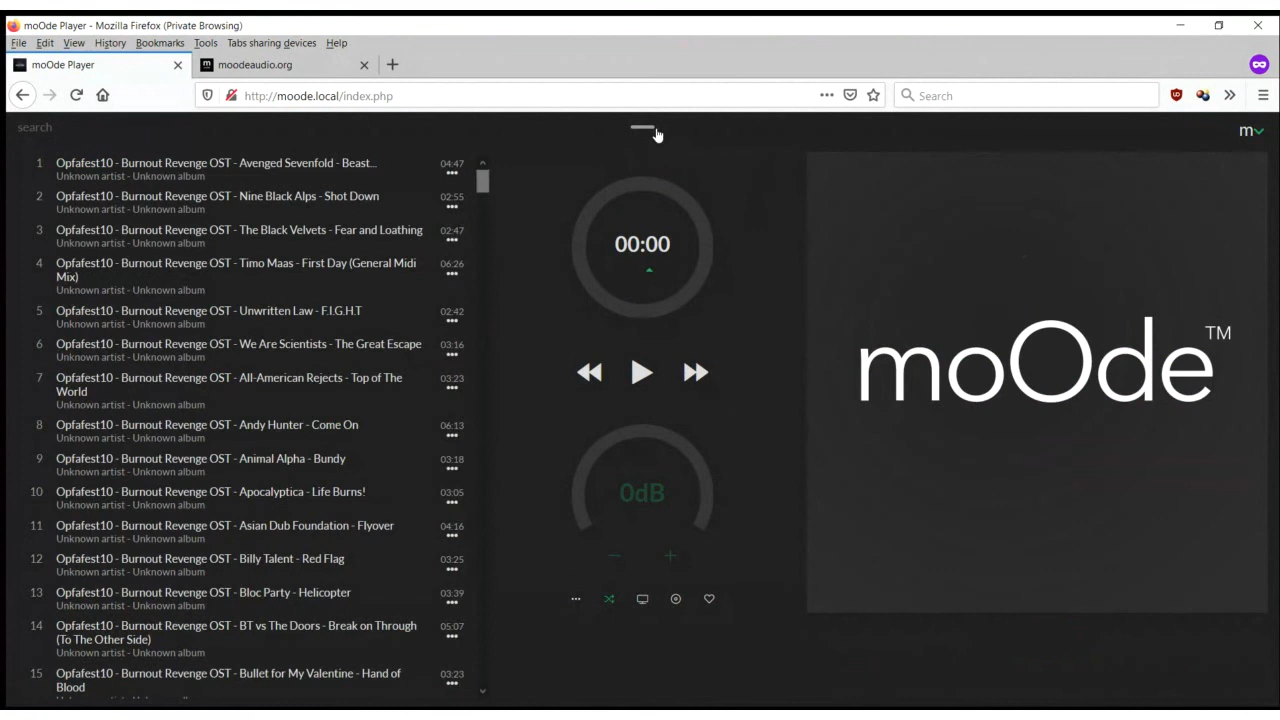 moOde Player - Mozilla Firefox (Private Browsing)
File Edit View History Bookmarks Tools Tabs sharing devices Help
moOde Player
m moodeaudio.org
http://moode.local/index.php
Search
search
m
1 Opfafest10 - Burnout Revenge OST - Avenged Sevenfold - Beast... 04:47
Unknown artist - Unknown album
2 Opfafest10 - Burnout Revenge OST - Nine Black Alps - Shot Down 02:55
Unknown artist - Unknown album
3 Opfafest10 - Burnout Revenge OST - The Black Velvets - Fear and Loathing 02:47
Unknown artist - Unknown album
4 Opfafest10 - Burnout Revenge OST - Timo Maas - First Day (General Midi 06:26
Mix)
Unknown artist - Unknown album
5 Opfafest10 - Burnout Revenge OST - Unwritten Law - F.I.G.H.T 02:42
Unknown artist - Unknown album
6 Opfafest10 - Burnout Revenge OST - We Are Scientists - The Great Escape 03:16
Unknown artist - Unknown album
7 Opfafest10 - Burnout Revenge OST - All-American Rejects - Top of The 03:23
World
Unknown artist - Unknown album
8 Opfafest10 - Burnout Revenge OST - Andy Hunter - Come On 06:13
Unknown artist - Unknown album
9 Opfafest10 - Burnout Revenge OST - Animal Alpha - Bundy 03:18
Unknown artist - Unknown album
10 Opfafest10 - Burnout Revenge OST - Apocalyptica - Life Burns! 03:05
Unknown artist - Unknown album
11 Opfafest10 - Burnout Revenge OST - Asian Dub Foundation - Flyover 04:16
Unknown artist - Unknown album
12 Opfafest10 - Burnout Revenge OST - Billy Talent - Red Flag 03:25
Unknown artist - Unknown album
13 Opfafest10 - Burnout Revenge OST - Bloc Party - Helicopter 03:39
Unknown artist - Unknown album
14 Opfafest10 - Burnout Revenge OST - BT vs The Doors - Break on Through 05:07
(To The Other Side)
Unknown artist - Unknown album
15 Opfafest10 - Burnout Revenge OST - Bullet for My Valentine - Hand of 03:23
Blood
00:00
0dB
moOde™